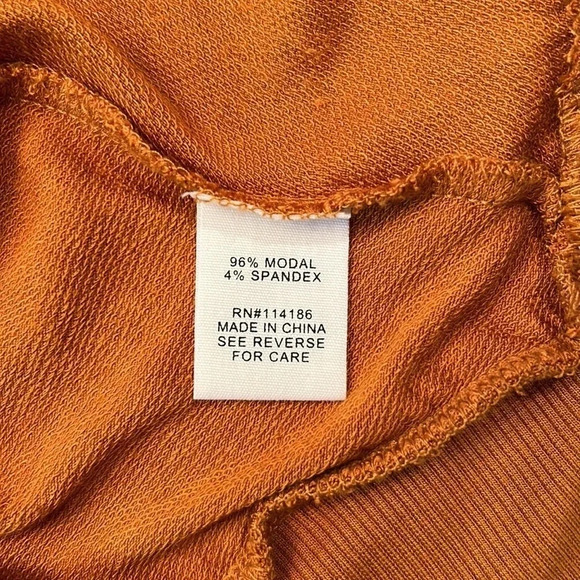 96% MODAL
4% SPANDEX
RN#114186
MADE IN CHINA
SEE REVERSE
FOR CARE